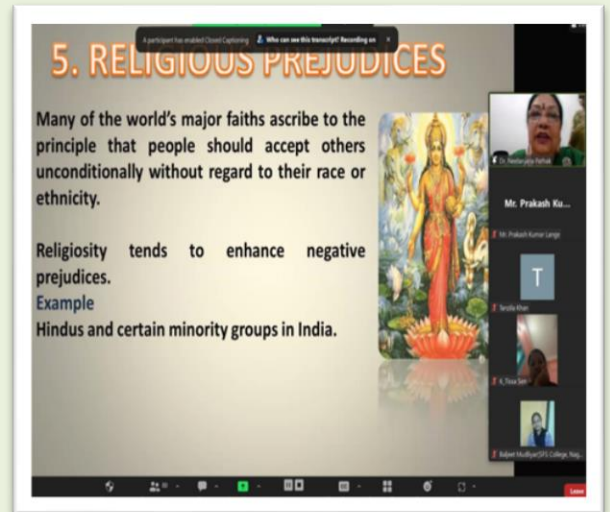 A participant has enabled Closed Captioning
Who can see this transcript? Recording on
5. RELIGIOUS PREJUDICES
Many of the world's major faiths ascribe to the
principle that people should accept others
unconditionally without regard to their race or
ethnicity.
Religiosity tends to enhance negative
prejudices.
Example
Hindus and certain minority groups in India.
Mr. Prakash Ku...
Mr. Prakash Kumar
T
Khan
Leave